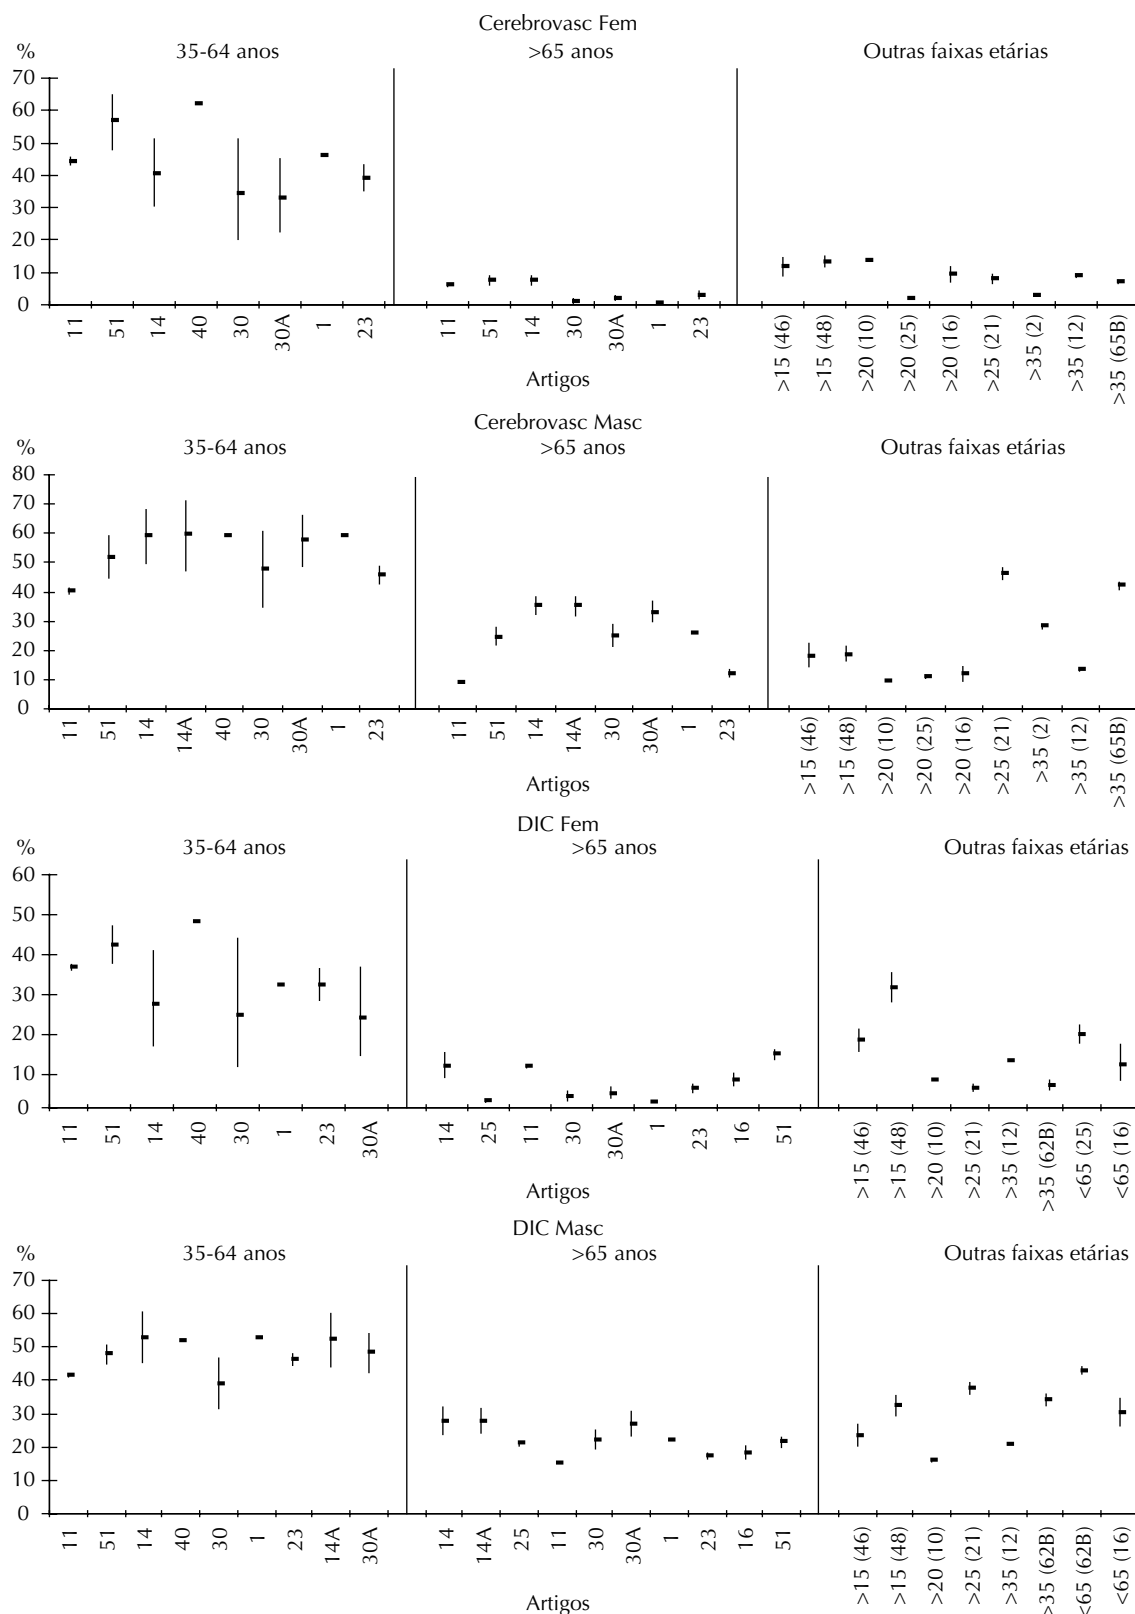 Cerebrovasc Fem
% 35-64 anos >65 anos Outras faixas etárias
70
60
50
40
30
20
10
0
11 51 14 40 30 30A 1 23 11 51 14 30 30A 1 23 >15 (46) >15 (48) >20 (10) >20 (25) >20 (16) >25 (21) >35 (2) >35 (12) >35 (65B)
Artigos
Cerebrovasc Masc
% 35-64 anos >65 anos Outras faixas etárias
80
70
60
50
40
30
20
10
0
11 51 14 14A 40 30 30A 1 23 11 51 14 14A 30 30A 1 23 >15 (46) >15 (48) >20 (10) >20 (25) >20 (16) >25 (21) >35 (2) >35 (12) >35 (65B)
Artigos
DIC Fem
% 35-64 anos >65 anos Outras faixas etárias
60
50
40
30
20
10
0
11 51 14 40 30 1 23 30A 14 25 11 30 30A 1 23 16 51 >15 (46) >15 (48) >20 (10) >25 (21) >35 (12) >35 (62B) <65 (25) <65 (16)
Artigos
DIC Masc
% 35-64 anos >65 anos Outras faixas etárias
70
60
50
40
30
20
10
0
11 51 14 40 30 1 23 14A 30A 14 14A 25 11 30 30A 1 23 16 51 >15 (46) >15 (48) >20 (10) >25 (21) >35 (12) >35 (62B) <65 (62B) <65 (16)
Artigos